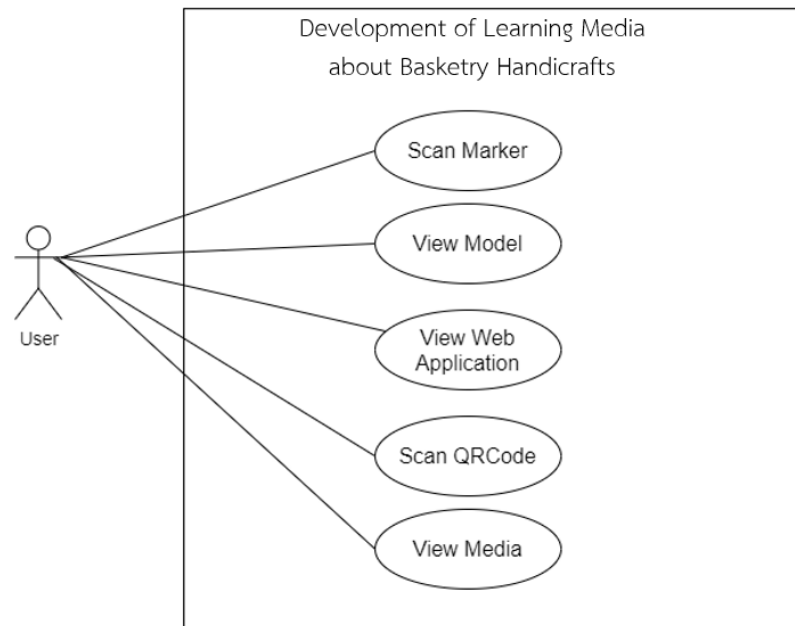 Development of Learning Media
about Basketry Handicrafts
Scan Marker
View Model
View Web
Application
Scan QRCode
View Media
User